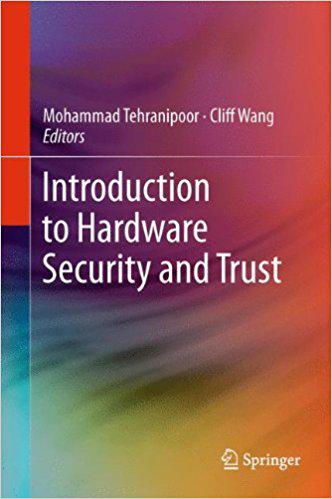 Mohammad Tehranipoor · Cliff Wang
Editors
Introduction
to Hardware
Security and Trust
Springer